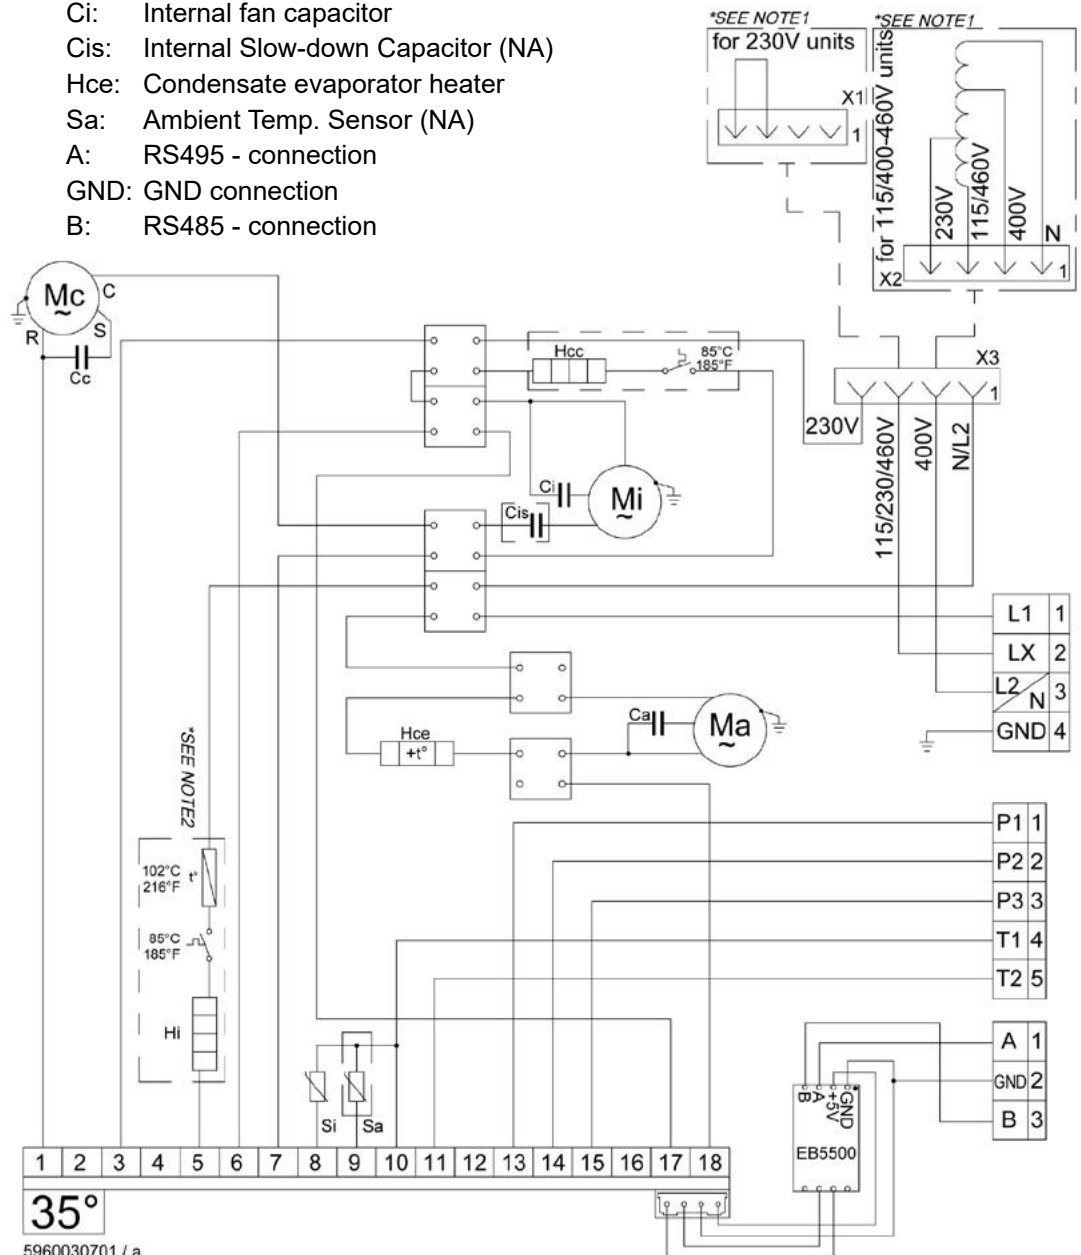 Ci: Internal fan capacitor
Cis: Internal Slow-down Capacitor (NA)
Hce: Condensate evaporator heater
Sa: Ambient Temp. Sensor (NA)
A: RS495 - connection
GND: GND connection
B: RS485 - connection
*SEE NOTE1
for 230V units
X1
1
*SEE NOTE1
for 115/400-460V units
230V
115/460V
400V
N
X2
1
Mc
~
C
R
S
Cc
Hcc
85°C
185°F
X3
1
230V
115/230/460V
400V
N/L2
Ci
Cis
Mi
~
L1 1
LX 2
L2/N 3
GND 4
Ca
Ma
~
Hce
+t°
*SEE NOTE2
102°C
216°F
t°
85°C
185°F
Hi
P1 1
P2 2
P3 3
T1 4
T2 5
Si
Sa
A 1
GND 2
B 3
B A +5V GND
EB5500
1 2 3 4 5 6 7 8 9 10 11 12 13 14 15 16 17 18
35°
5960030701 / a